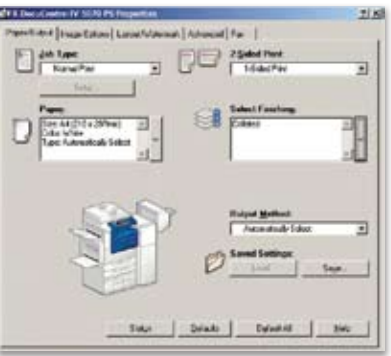 FX DocuCentre-IV 5570 PS Properties
Paper/Output Image Options Layout/Watermark Advanced Fax
Job Type:
Normal Print
2 Sided Print:
1-Sided Print
Setup...
Paper:
Size: A4 (210 x 297mm)
Color: White
Type: Automatically Select
Select Finishing:
Collated
Output Method:
Automatically Select
Saved Settings:
Load
Save...
Status Defaults Default All Help